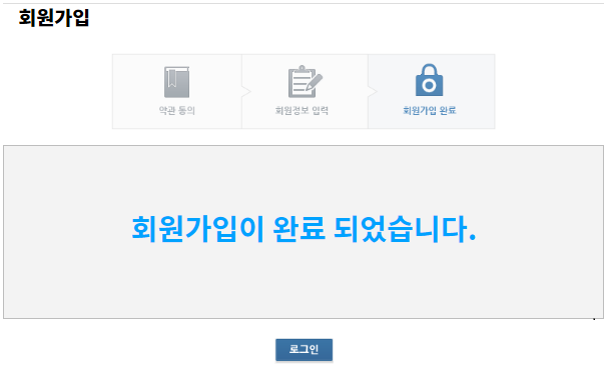 회원가입
약관 동의
회원정보 입력
회원가입 완료
회원가입이 완료 되었습니다.
로그인